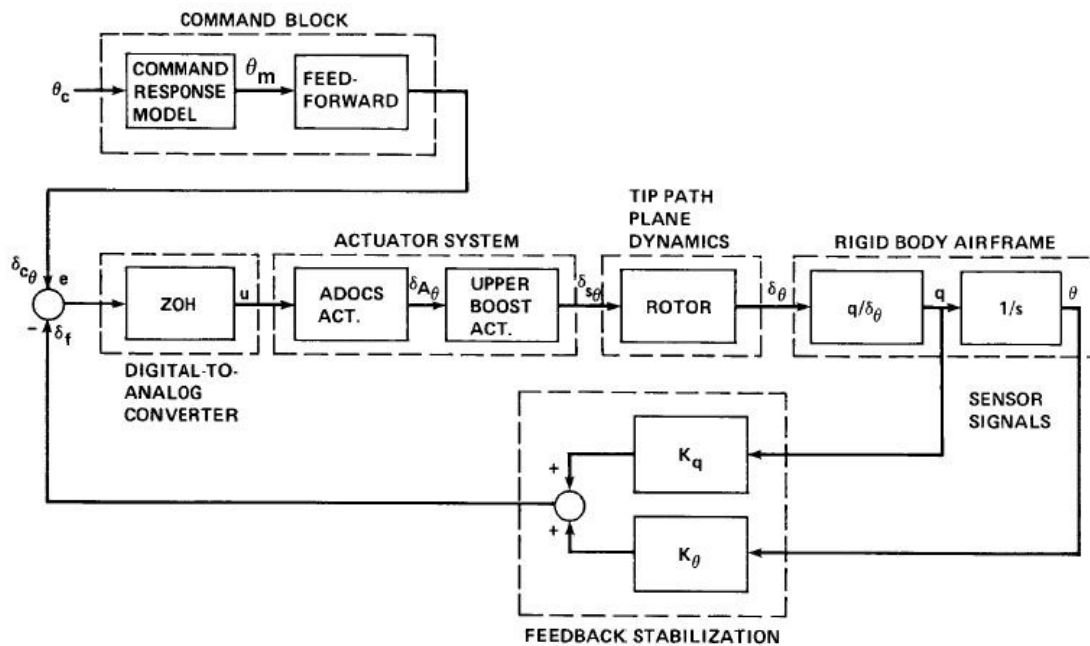 COMMAND BLOCK
θc
COMMAND
RESPONSE
MODEL
θm
FEED-
FORWARD
TIP PATH
PLANE
DYNAMICS
ACTUATOR SYSTEM
RIGID BODY AIRFRAME
δcθ
e
ZOH
u
ADOCS
ACT.
δAθ
UPPER
BOOST
ACT.
δsθ
ROTOR
δθ
q/δθ
q
1/s
θ
−
δf
DIGITAL-TO-
ANALOG
CONVERTER
SENSOR
SIGNALS
Kq
+
+
Kθ
FEEDBACK STABILIZATION